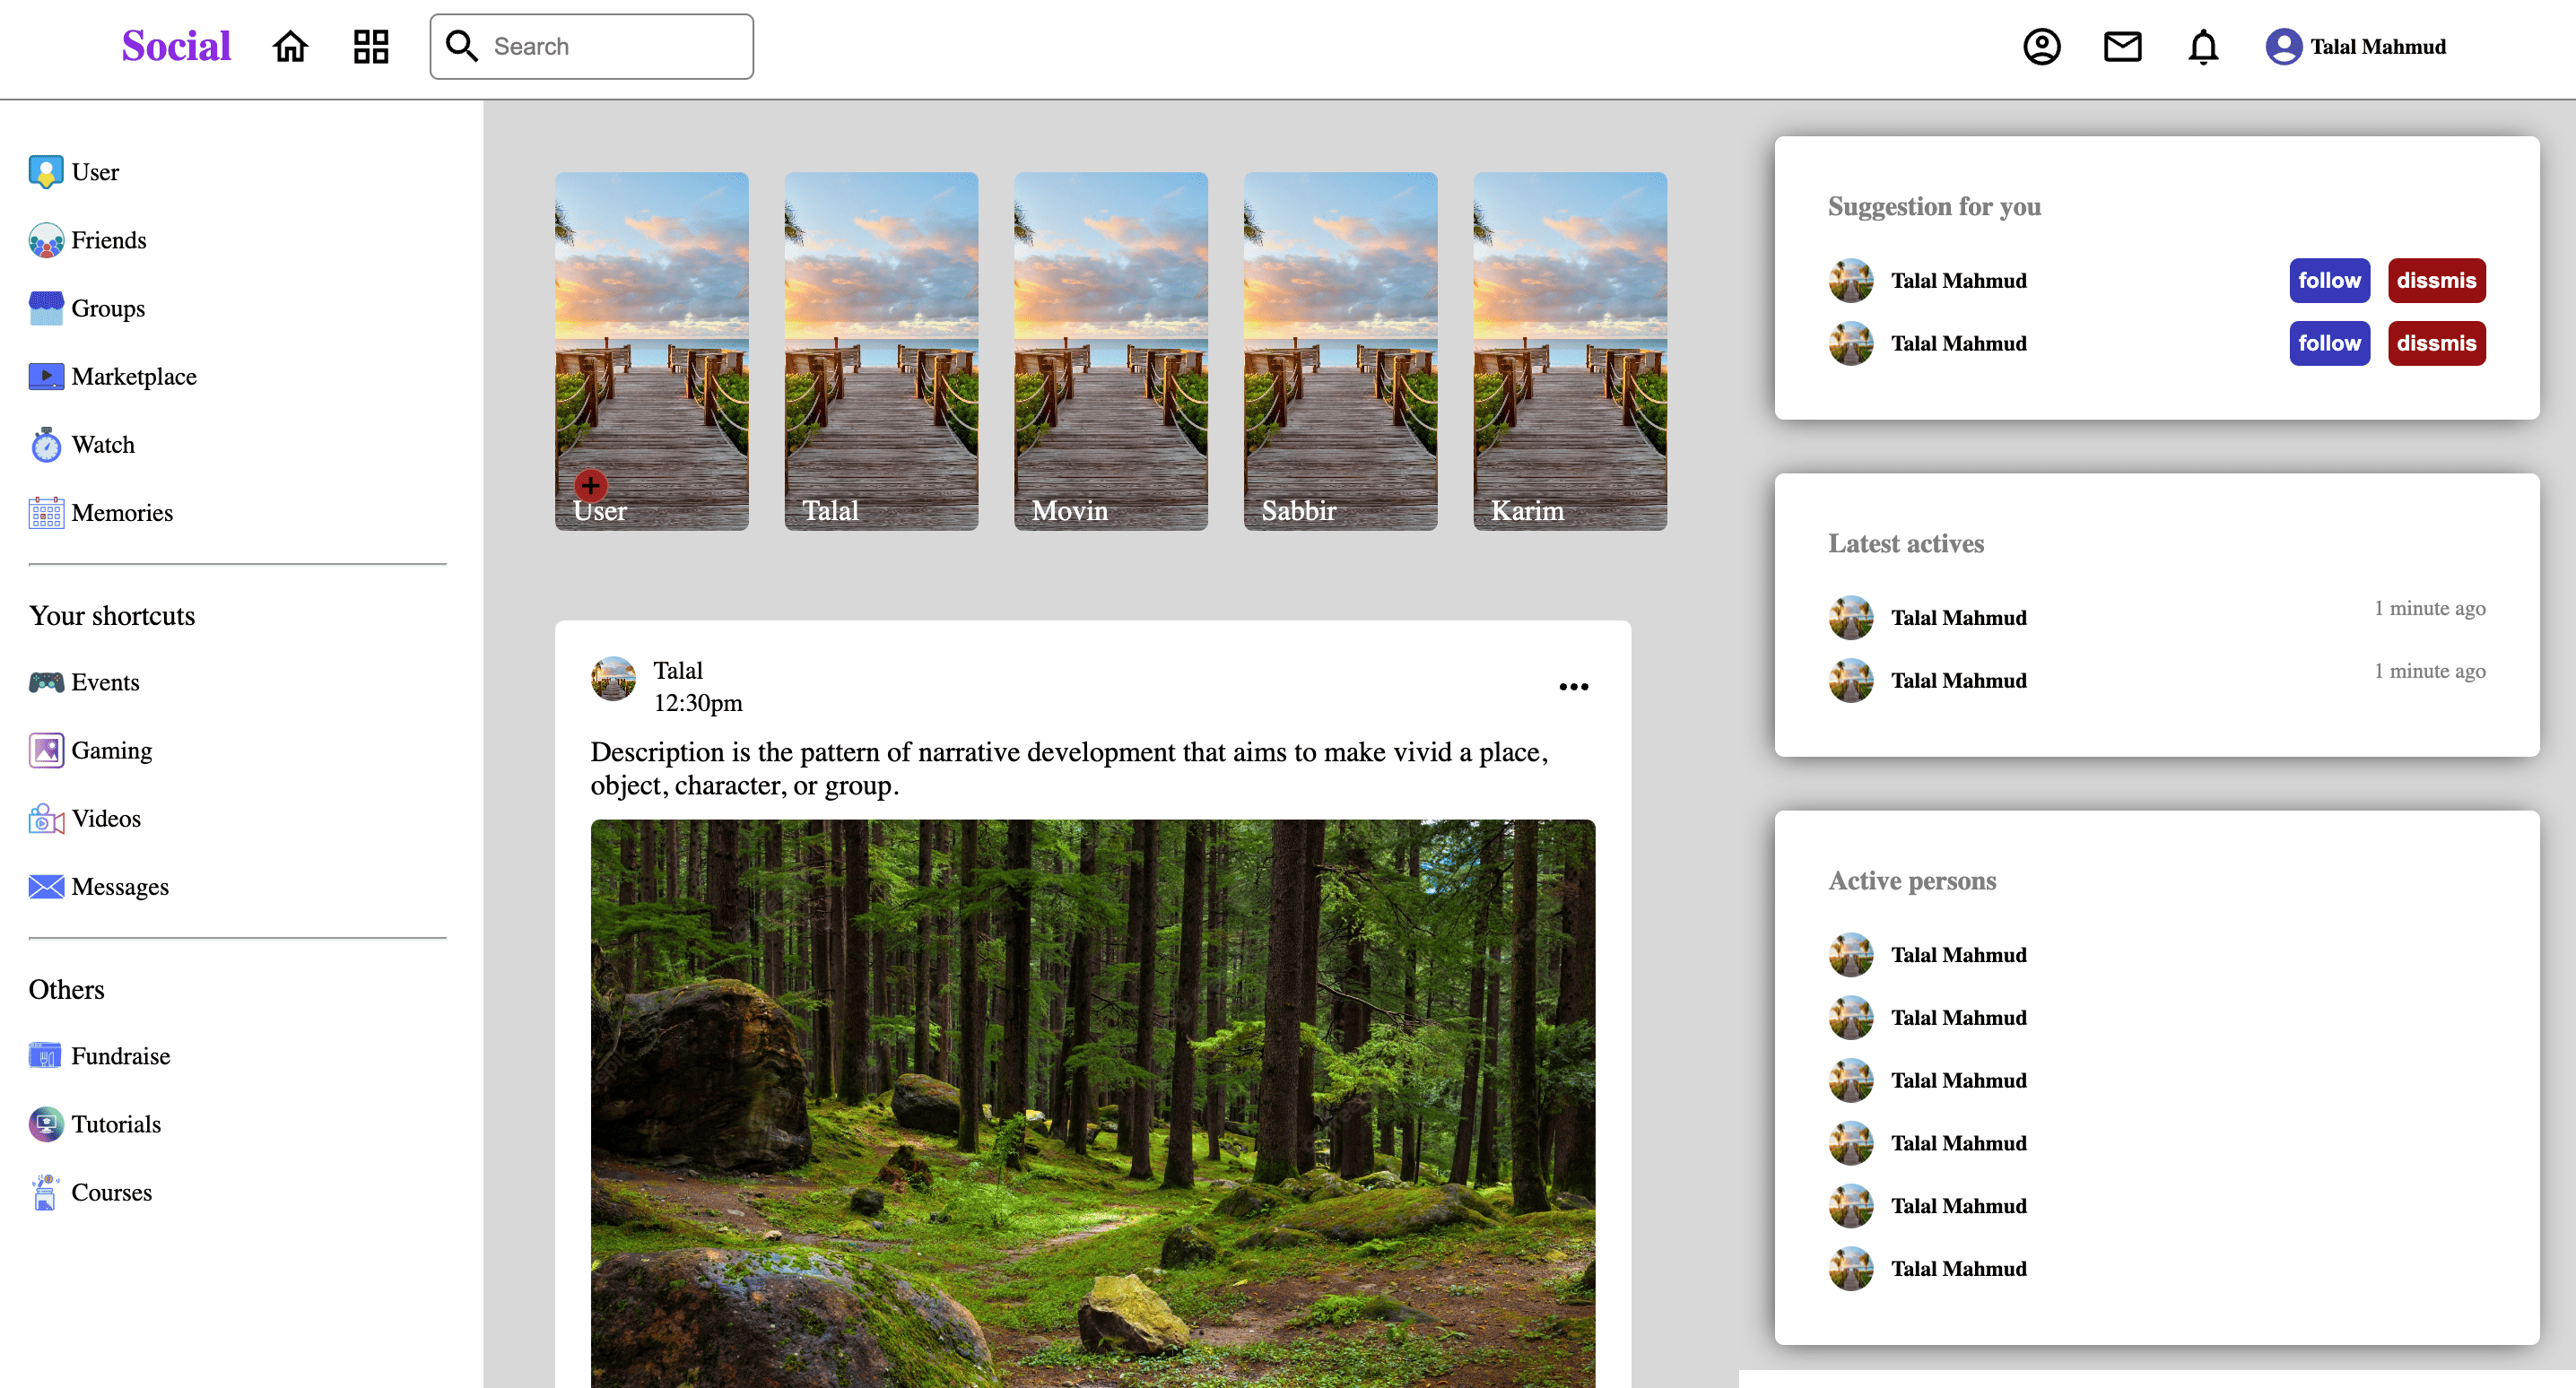 Social
Search
Talal Mahmud
User
Friends
Groups
Marketplace
Watch
Memories
Your shortcuts
Events
Gaming
Videos
Messages
Others
Fundraise
Tutorials
Courses
User
Talal
Movin
Sabbir
Karim
Talal
12:30pm
Description is the pattern of narrative development that aims to make vivid a place,
object, character, or group.
Suggestion for you
Talal Mahmud follow dissmis
Talal Mahmud follow dissmis
Latest actives
Talal Mahmud 1 minute ago
Talal Mahmud 1 minute ago
Active persons
Talal Mahmud
Talal Mahmud
Talal Mahmud
Talal Mahmud
Talal Mahmud
Talal Mahmud